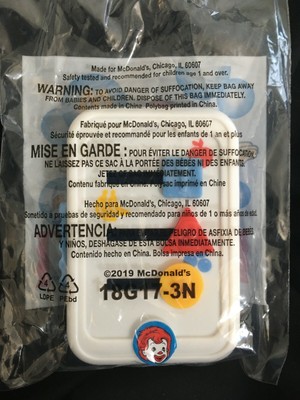 Made for McDonald's, Chicago, IL 60607
Safety tested and recommended for children age 1 and over.
WARNING: TO AVOID DANGER OF SUFFOCATION, KEEP BAG AWAY
FROM BABIES AND CHILDREN. DISPOSE OF THIS BAG IMMEDIATELY.
Contents made in China. Polybag printed in China.
Fabriqué pour McDonald's, Chicago, IL 60607
Sécurité éprouvée et recommandé pour les enfants de 1 an et plus
MISE EN GARDE : POUR ÉVITER LE DANGER DE SUFFOCATION
NE LAISSEZ PAS CE SAC À LA PORTÉE DES BÉBÉS NI DES ENFANTS.
JETEZ CE SAC IMMÉDIATEMENT.
Contenu fabriqué en Chine. Polysac imprimé en Chine
Hecho para McDonald's, Chicago, IL 60607
Sometido a pruebas de seguridad y recomendado para niños de 1 o más años de edad.
ADVERTENCIA: PELIGRO DE ASFIXIA DE BEBES
Y NIÑOS, DESHÁGASE DE ESTA BOLSA INMEDIATAMENTE.
Contenido hecho en China. Bolsa impresa en China.
©2019 McDonald's
18G17-3N
4 4
LDPE PEbd